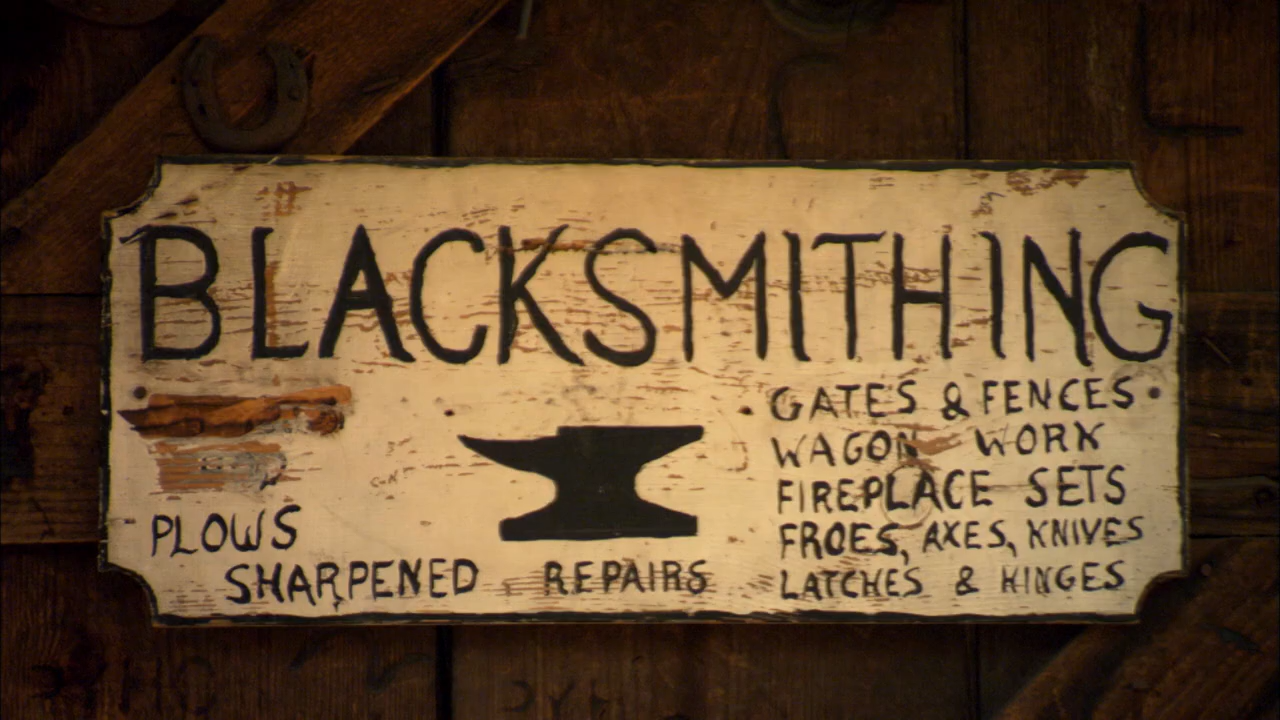 BLACKSMITHING
GATES & FENCES
WAGON WORK
FIREPLACE SETS
FROES, AXES, KNIVES
LATCHES & HINGES
PLOWS
SHARPENED
REPAIRS